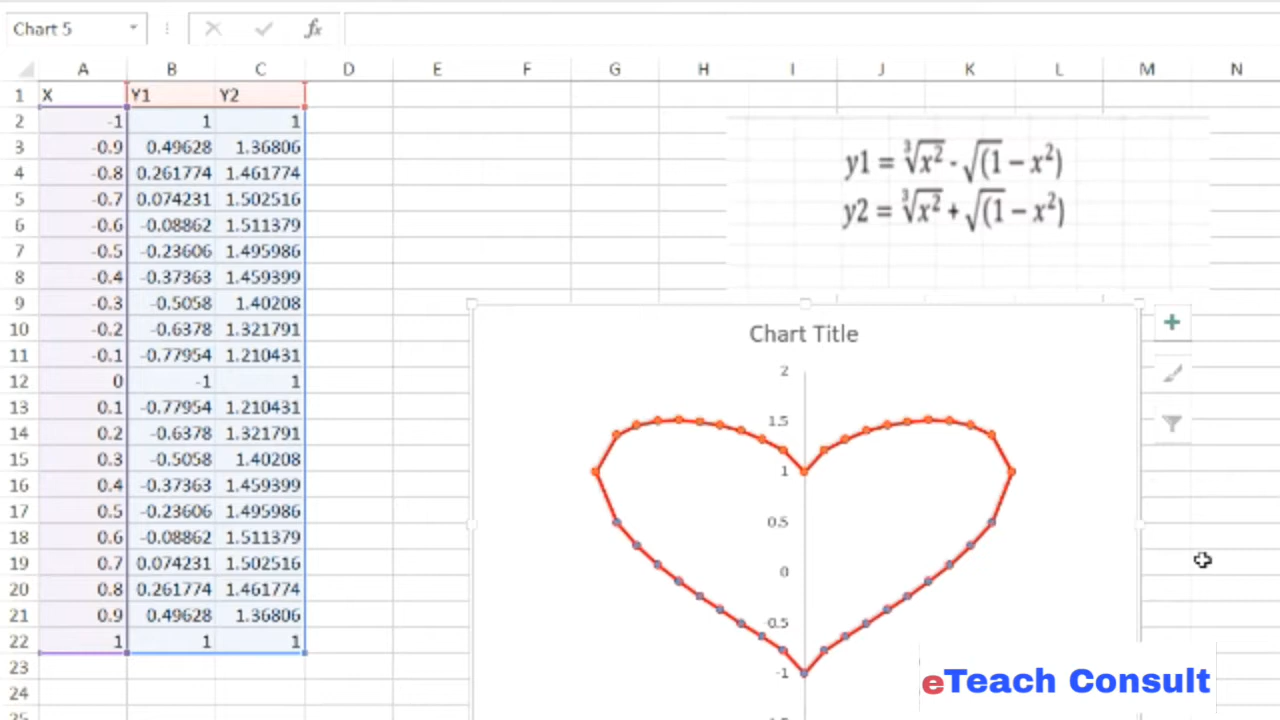 Chart 5 fx
A B C D E F G H I J K L M N
1 X Y1 Y2
2 -1 1 1
3 -0.9 0.49628 1.36806
4 -0.8 0.261774 1.461774
5 -0.7 0.074231 1.502516
6 -0.6 -0.08862 1.511379
7 -0.5 -0.23606 1.495986
8 -0.4 -0.37363 1.459399
9 -0.3 -0.5058 1.40208
10 -0.2 -0.6378 1.321791
11 -0.1 -0.77954 1.210431
12 0 -1 1
13 0.1 -0.77954 1.210431
14 0.2 -0.6378 1.321791
15 0.3 -0.5058 1.40208
16 0.4 -0.37363 1.459399
17 0.5 -0.23606 1.495986
18 0.6 -0.08862 1.511379
19 0.7 0.074231 1.502516
20 0.8 0.261774 1.461774
21 0.9 0.49628 1.36806
22 1 1 1
23
24
25
y1 = ∛x² - √(1 − x²)
y2 = ∛x² + √(1 − x²)
Chart Title
2
1.5
1
0.5
0
-0.5
-1
eTeach Consult